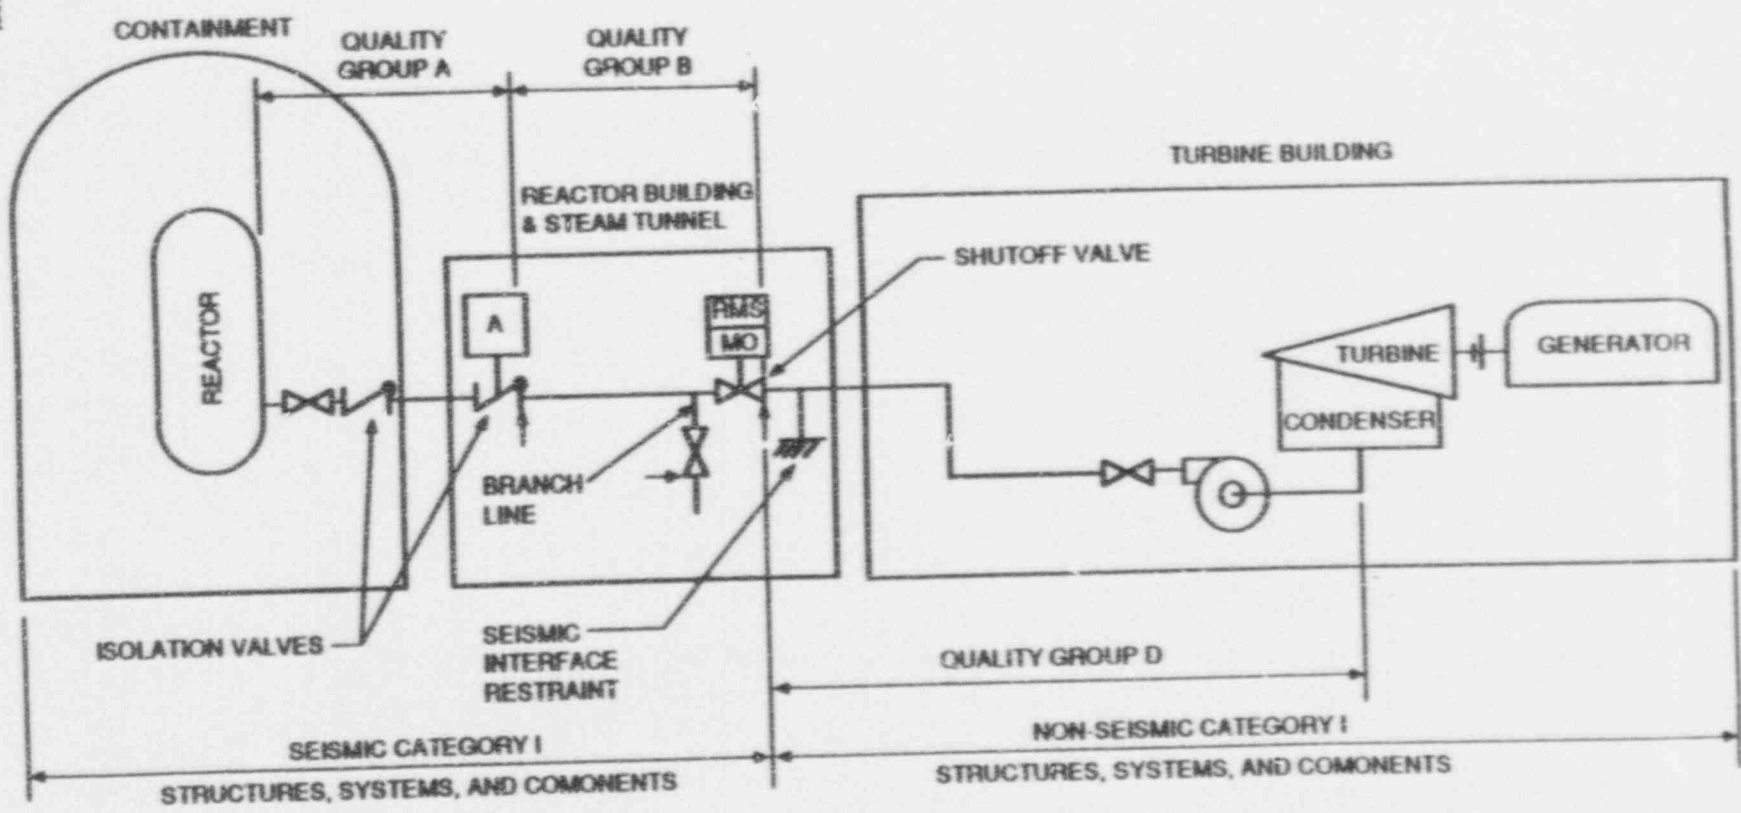 CONTAINMENT
QUALITY
GROUP A
QUALITY
GROUP B
TURBINE BUILDING
REACTOR BUILDING
& STEAM TUNNEL
SHUTOFF VALVE
REACTOR
A
RMS
MO
TURBINE
GENERATOR
CONDENSER
BRANCH
LINE
ISOLATION VALVES
SEISMIC
INTERFACE
RESTRAINT
QUALITY GROUP D
SEISMIC CATEGORY I
STRUCTURES, SYSTEMS, AND COMONENTS
NON-SEISMIC CATEGORY I
STRUCTURES, SYSTEMS, AND COMONENTS